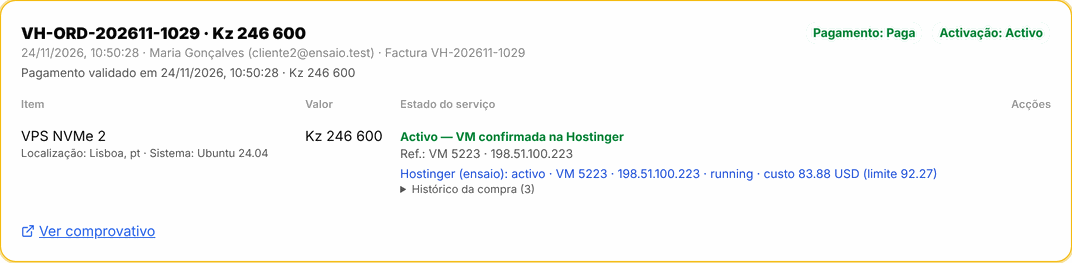 VH-ORD-202611-1029 · Kz 246 600
Pagamento: Paga
Activação: Activo
24/11/2026, 10:50:28 · Maria Gonçalves (cliente2@ensaio.test) · Factura VH-202611-1029
Pagamento validado em 24/11/2026, 10:50:28 · Kz 246 600
Item
Valor
Estado do serviço
Acções
VPS NVMe 2
Kz 246 600
Activo — VM confirmada na Hostinger
Localização: Lisboa, pt · Sistema: Ubuntu 24.04
Ref.: VM 5223 · 198.51.100.223
Hostinger (ensaio): activo · VM 5223 · 198.51.100.223 · running · custo 83.88 USD (limite 92.27)
Histórico da compra (3)
Ver comprovativo